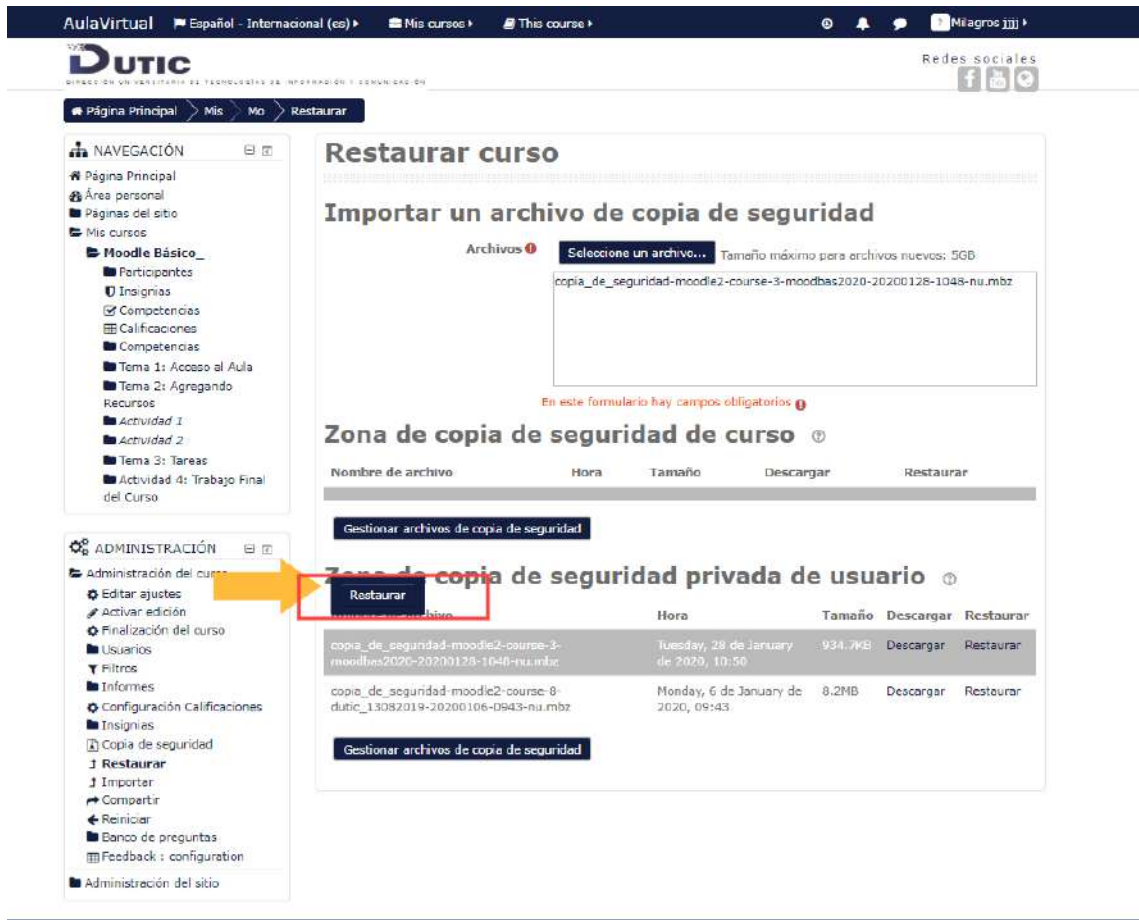 AulaVirtual Español - Internacional (es) Mis cursos This course Milagros jjjj
DUTIC
DIRECCIÓN UNIVERSITARIA DE TECNOLOGÍAS DE INFORMACIÓN Y COMUNICACIÓN
Redes sociales
Página Principal Mis Mo Restaurar
NAVEGACIÓN
Página Principal
Área personal
Páginas del sitio
Mis cursos
Moodle Básico_
Participantes
Insignias
Competencias
Calificaciones
Competencias
Tema 1: Acceso al Aula
Tema 2: Agregando
Recursos
Actividad 1
Actividad 2
Tema 3: Tareas
Actividad 4: Trabajo Final
del Curso
ADMINISTRACIÓN
Administración del curso
Editar ajustes
Activar edición
Finalización del curso
Usuarios
Filtros
Informes
Configuración Calificaciones
Insignias
Copia de seguridad
Restaurar
Importar
Compartir
Reiniciar
Banco de preguntas
Feedback : configuration
Administración del sitio
Restaurar curso
Importar un archivo de copia de seguridad
Archivos Seleccione un archivo... Tamaño máximo para archivos nuevos: 5GB
copia_de_seguridad-moodle2-course-3-moodbas2020-20200128-1048-nu.mbz
En este formulario hay campos obligatorios
Zona de copia de seguridad de curso
Nombre de archivo Hora Tamaño Descargar Restaurar
Gestionar archivos de copia de seguridad
Zona de copia de seguridad privada de usuario
Restaurar
Nombre de archivo Hora Tamaño Descargar Restaurar
copia_de_seguridad-moodle2-course-3- Tuesday, 28 de January 934.7KB Descargar Restaurar
moodbas2020-20200128-1048-nu.mbz de 2020, 10:50
copia_de_seguridad-moodle2-course-8- Monday, 6 de January de 8.2MB Descargar Restaurar
dutic_13082019-20200106-0943-nu.mbz 2020, 09:43
Gestionar archivos de copia de seguridad